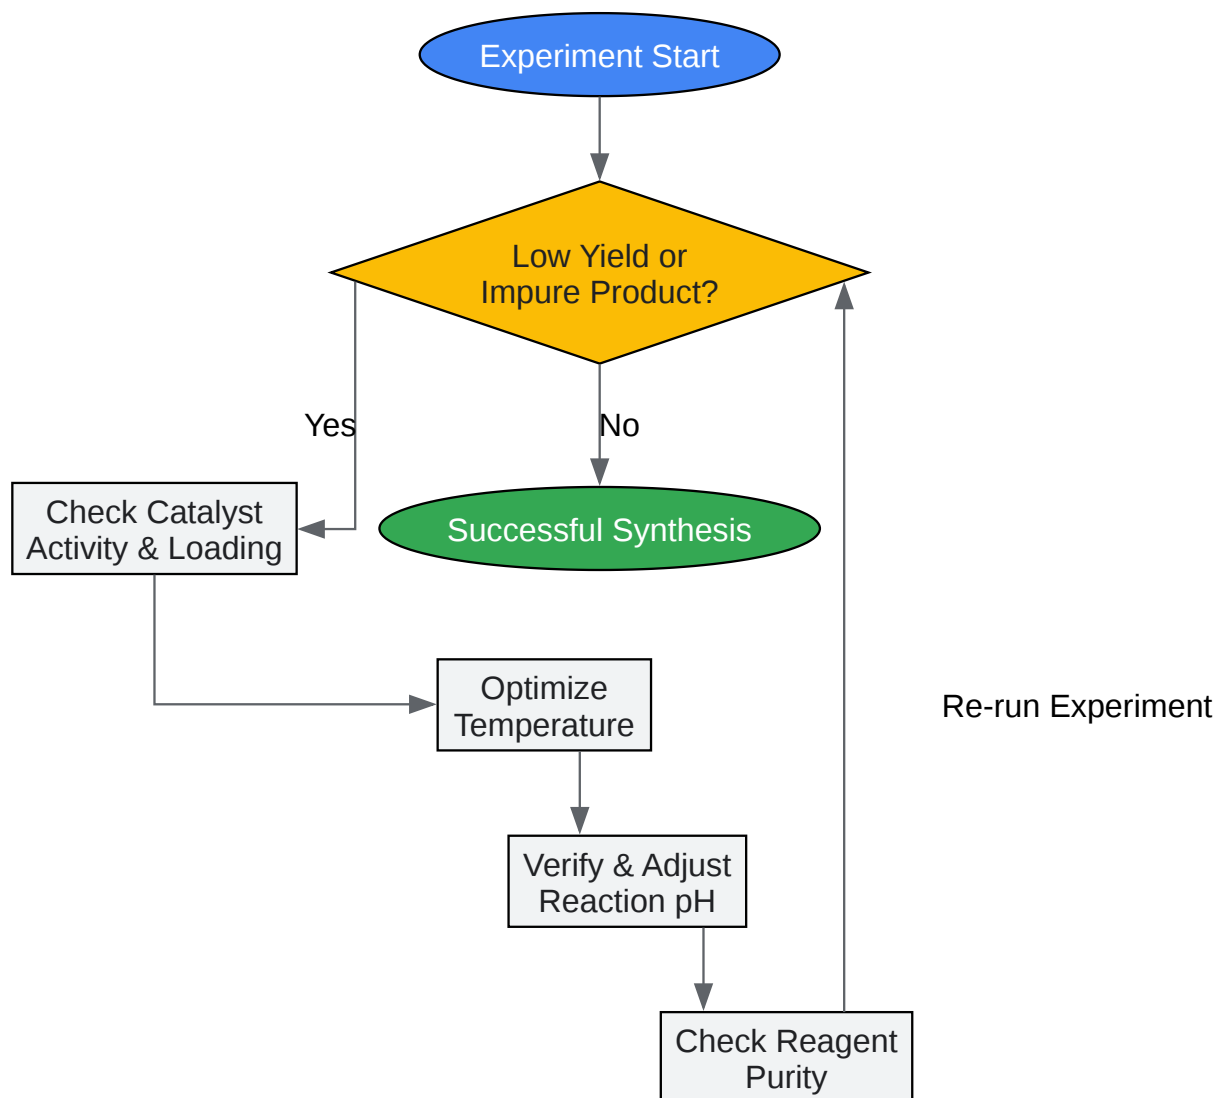 Experiment Start
Low Yield or
Impure Product?
Yes
No
Check Catalyst
Activity & Loading
Successful Synthesis
Optimize
Temperature
Re-run Experiment
Verify & Adjust
Reaction pH
Check Reagent
Purity